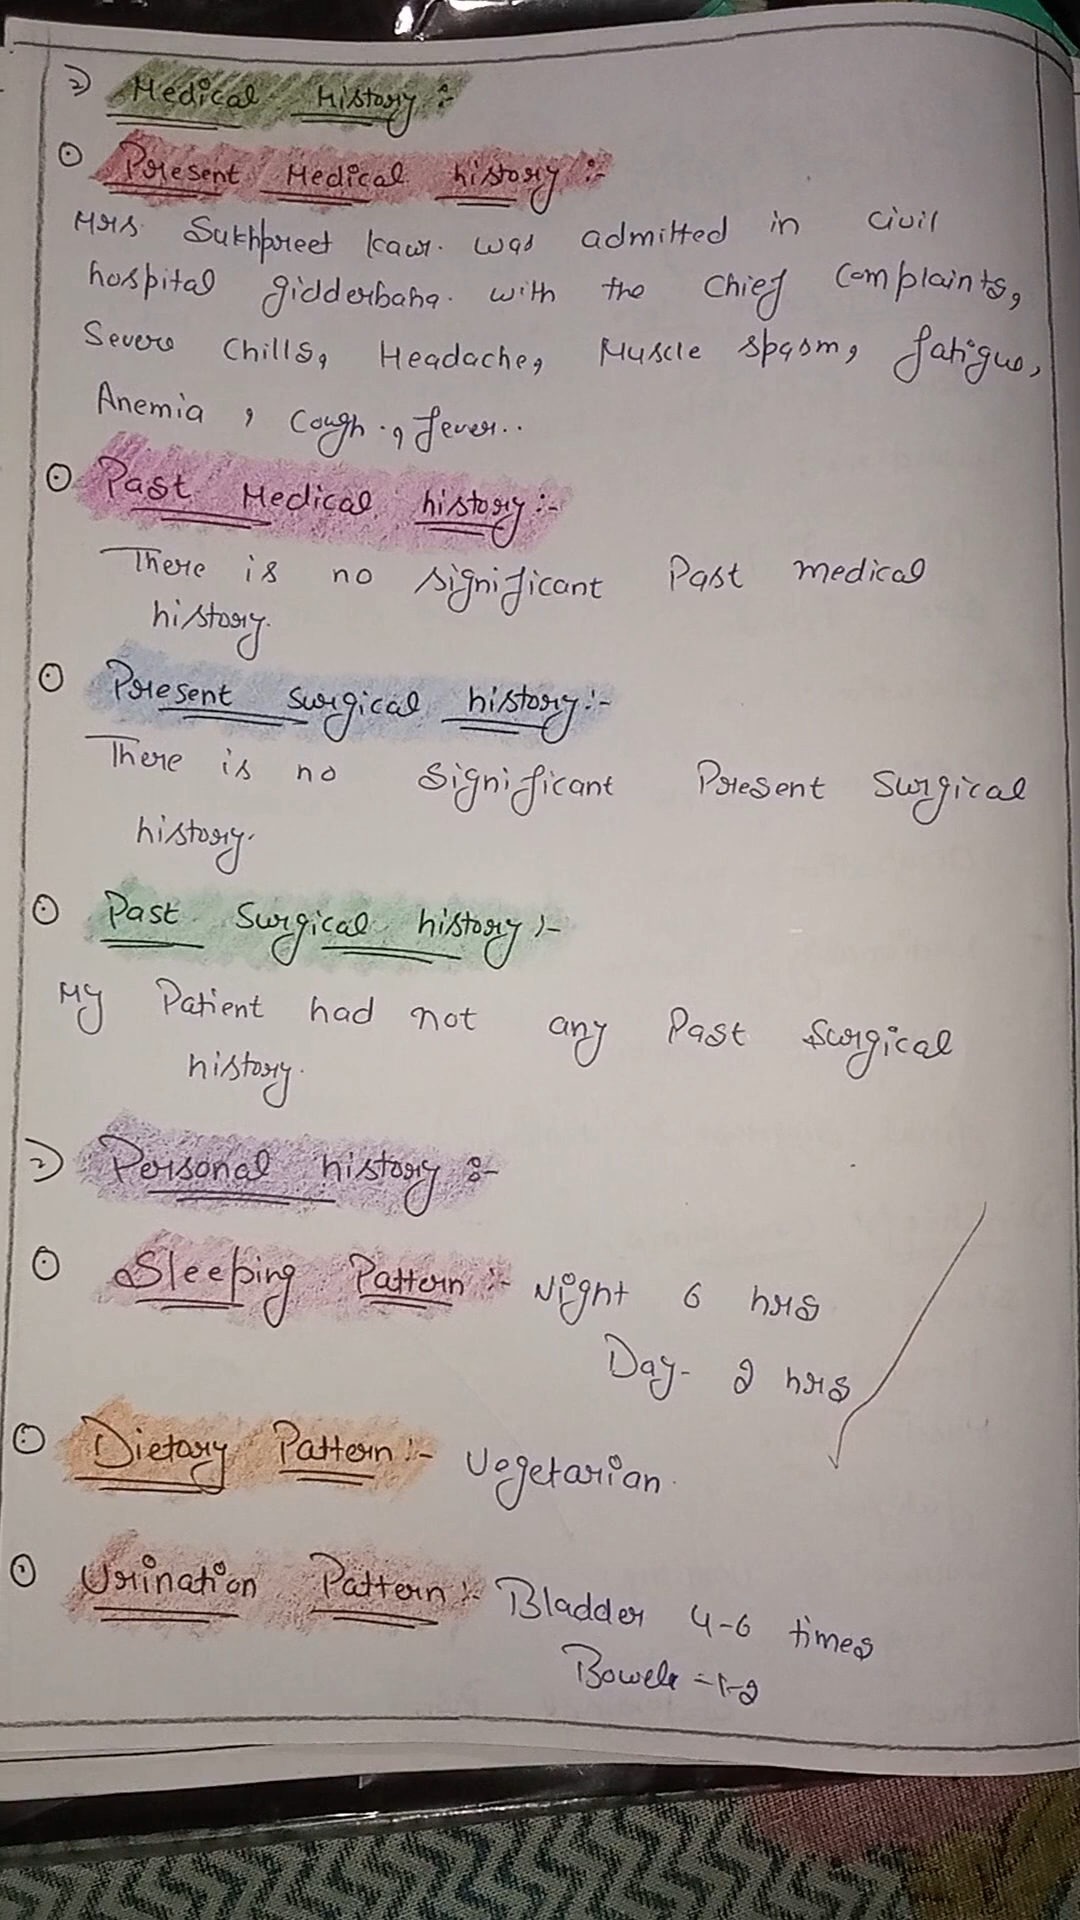 2) Medical History :-
⊙ Present Medical history :-
Mrs. Sukhpreet kaur. was admitted in civil
hospital gidderbaha. with the Chief Complaints,
Severe Chills, Headache, Muscle spasm, fatigue,
Anemia , Cough . , fever..
⊙ Past Medical history :-
There is no significant Past medical
history.
⊙ Present Surgical history :-
There is no significant Present Surgical
history.
⊙ Past Surgical history :-
My Patient had not any Past Surgical
history.
2) Personal history :-
⊙ Sleeping Pattern :- Night 6 hrs
Day- 2 hrs
⊙ Dietary Pattern :- Vegetarian.
⊙ Urination Pattern :- Bladder 4-6 times
Bowels = 1-2